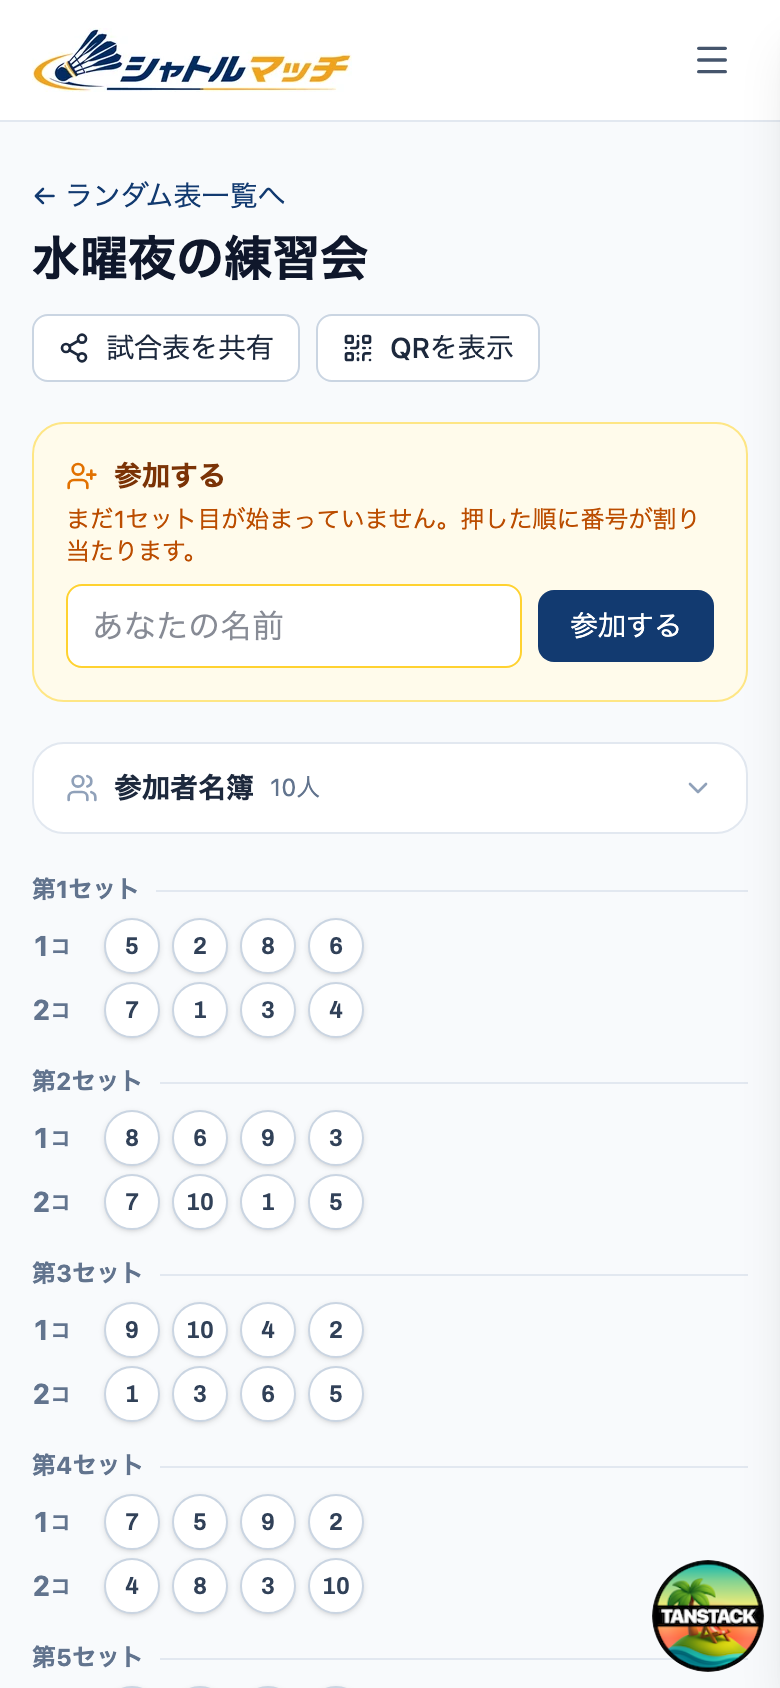 シャトルマッチ
← ランダム表一覧へ
水曜夜の練習会
試合表を共有
QRを表示
参加する
まだ1セット目が始まっていません。押した順に番号が割り
当たります。
あなたの名前
参加する
参加者名簿 10人
第1セット
1コ 5 2 8 6
2コ 7 1 3 4
第2セット
1コ 8 6 9 3
2コ 7 10 1 5
第3セット
1コ 9 10 4 2
2コ 1 3 6 5
第4セット
1コ 7 5 9 2
2コ 4 8 3 10
TANSTACK
第5セット